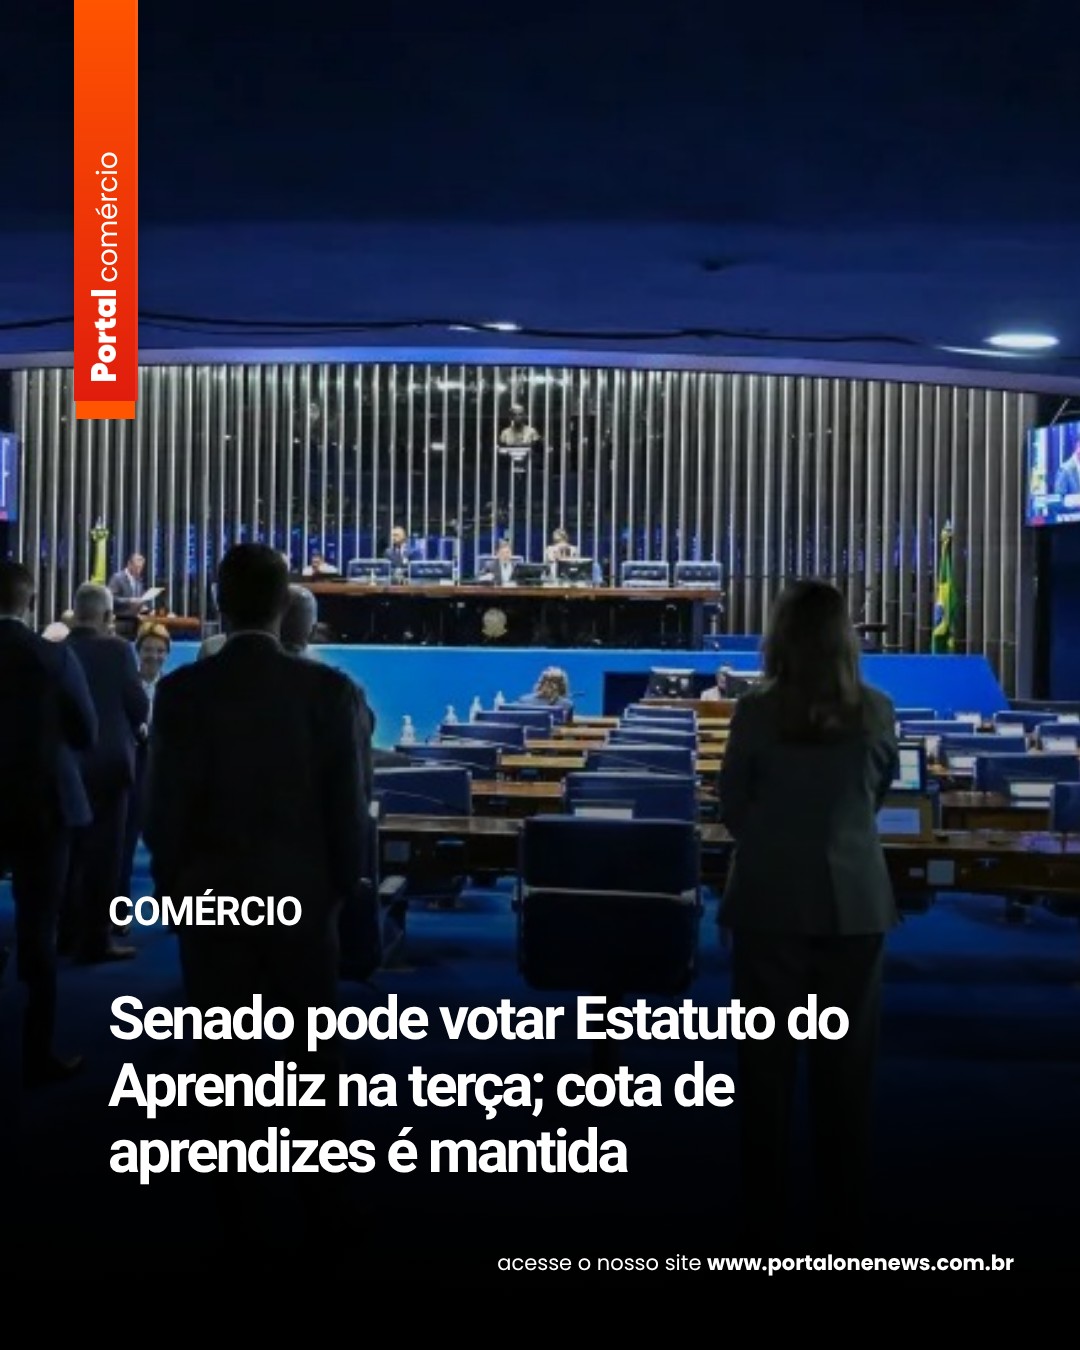 Portal comércio
COMÉRCIO
Senado pode votar Estatuto do
Aprendiz na terça; cota de
aprendizes é mantida
acesse o nosso site www.portalonenews.com.br